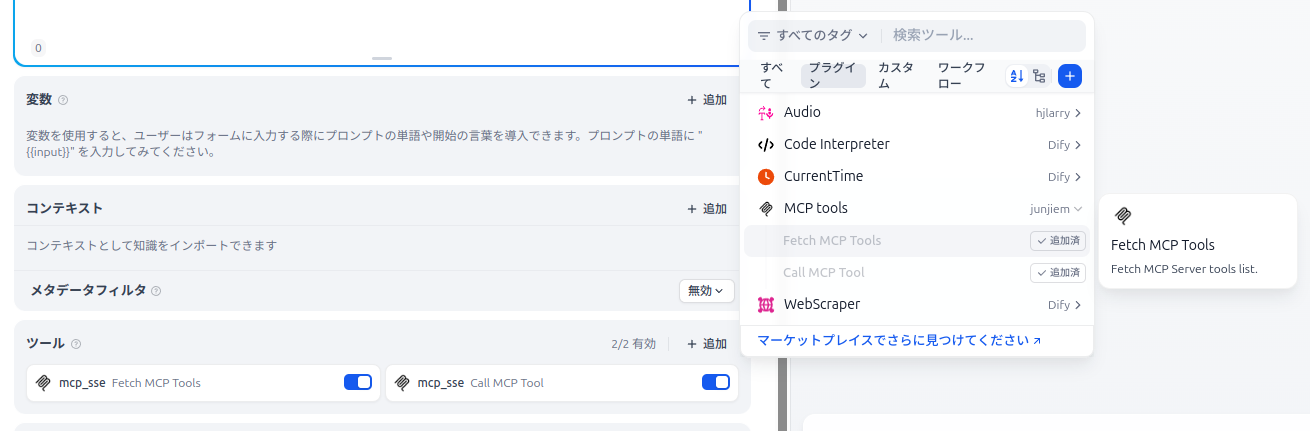 0
変数
+ 追加
変数を使用すると、ユーザーはフォームに入力する際にプロンプトの単語や開始の言葉を導入できます。プロンプトの単語に "
{{input}}" を入力してみてください。
コンテキスト
+ 追加
コンテキストとして知識をインポートできます
メタデータフィルタ
無効
ツール
2/2 有効
+ 追加
mcp_sse Fetch MCP Tools
mcp_sse Call MCP Tool
すべてのタグ
検索ツール...
すべ
て
プラグイ
ン
カスタ
ム
ワークフ
ロー
Audio
hjlarry
Code Interpreter
Dify
CurrentTime
Dify
MCP tools
junjiem
Fetch MCP Tools
追加済
Call MCP Tool
追加済
WebScraper
Dify
マーケットプレイスでさらに見つけてください
Fetch MCP Tools
Fetch MCP Server tools list.